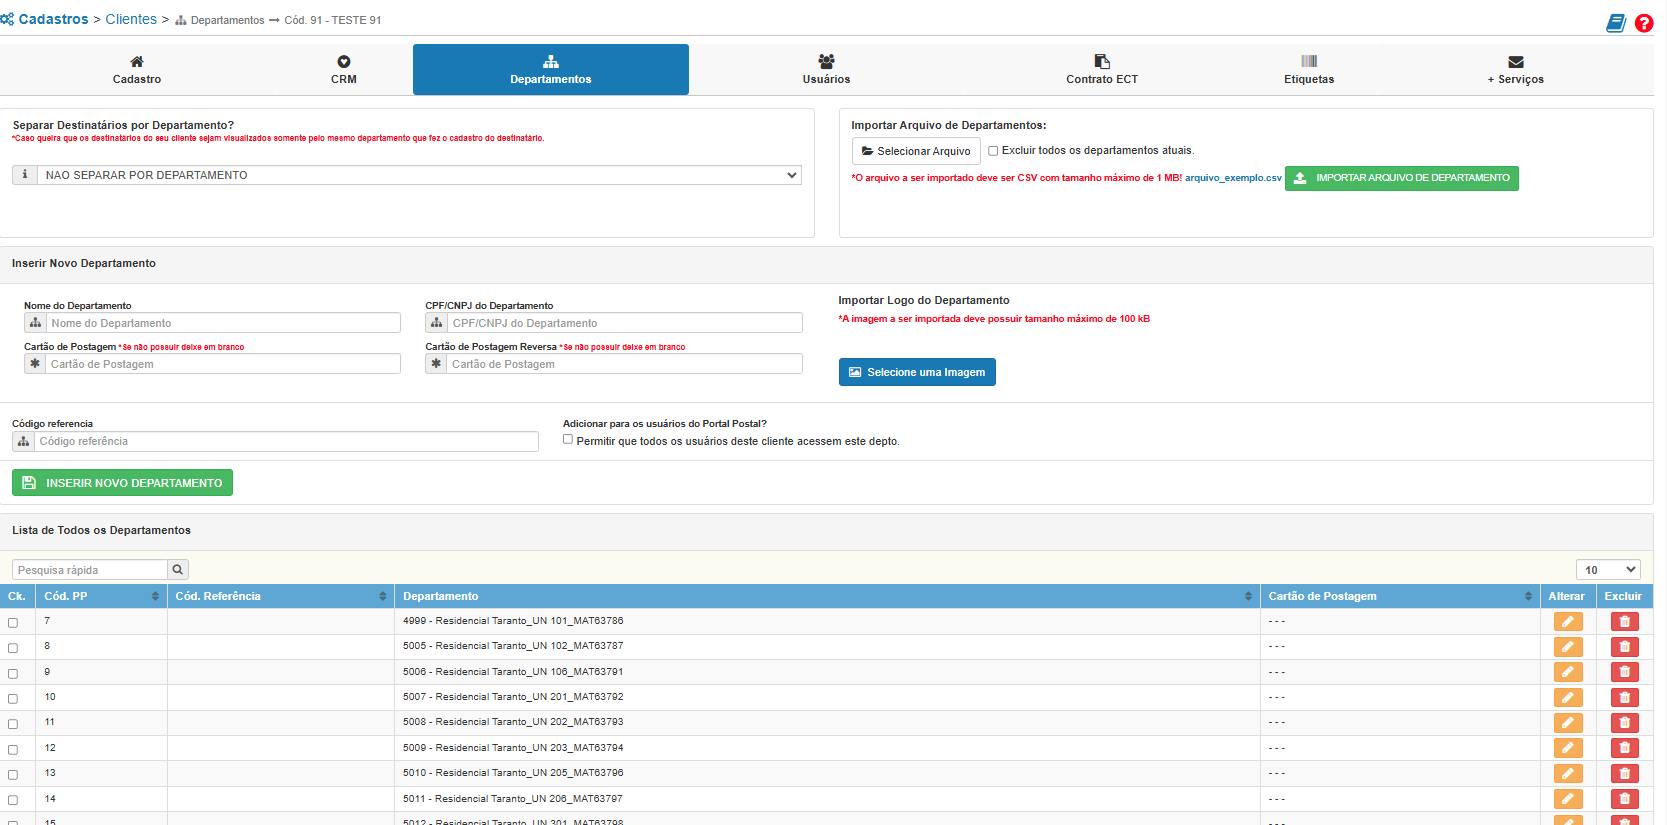 Cadastros > Clientes > Departamentos → Cód. 91 - TESTE 91
?
Cadastro
CRM
Departamentos
Usuários
Contrato ECT
Etiquetas
+ Serviços
Separar Destinatários por Departamento?
*Caso queira que os destinatários do seu cliente sejam visualizados somente pelo mesmo departamento que fez o cadastro do destinatário.
i NAO SEPARAR POR DEPARTAMENTO
Importar Arquivo de Departamentos:
Selecionar Arquivo Excluir todos os departamentos atuais.
*O arquivo a ser importado deve ser CSV com tamanho máximo de 1 MB! arquivo_exemplo.csv IMPORTAR ARQUIVO DE DEPARTAMENTO
Inserir Novo Departamento
Nome do Departamento
Nome do Departamento
CPF/CNPJ do Departamento
CPF/CNPJ do Departamento
Cartão de Postagem *Se não possuir deixe em branco
Cartão de Postagem
Cartão de Postagem Reversa *Se não possuir deixe em branco
Cartão de Postagem
Importar Logo do Departamento
*A imagem a ser importada deve possuir tamanho máximo de 100 kB
Selecione uma Imagem
Código referencia
Código referência
Adicionar para os usuários do Portal Postal?
Permitir que todos os usuários deste cliente acessem este depto.
INSERIR NOVO DEPARTAMENTO
Lista de Todos os Departamentos
Pesquisa rápida
10
Ck. Cód. PP Cód. Referência Departamento Cartão de Postagem Alterar Excluir
7 4999 - Residencial Taranto_UN 101_MAT63786 - - -
8 5005 - Residencial Taranto_UN 102_MAT63787 - - -
9 5006 - Residencial Taranto_UN 106_MAT63791 - - -
10 5007 - Residencial Taranto_UN 201_MAT63792 - - -
11 5008 - Residencial Taranto_UN 202_MAT63793 - - -
12 5009 - Residencial Taranto_UN 203_MAT63794 - - -
13 5010 - Residencial Taranto_UN 205_MAT63796 - - -
14 5011 - Residencial Taranto_UN 206_MAT63797 - - -
15 5012 - Residencial Taranto_UN 301_MAT63798